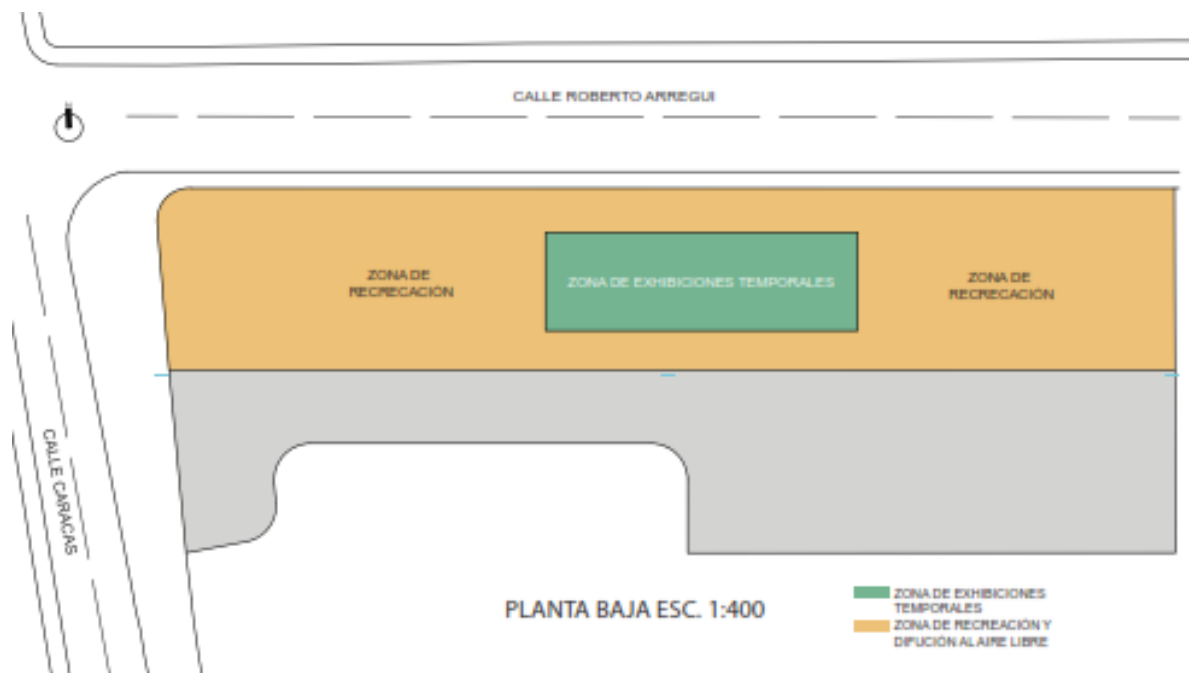 CALLE ROBERTO ARREGUI
N
ZONA DE
RECRECACIÓN
ZONA DE EXHIBICIONES TEMPORALES
ZONA DE
RECRECACIÓN
CALLE CARACAS
PLANTA BAJA ESC. 1:400
ZONA DE EXHIBICIONES
TEMPORALES
ZONA DE RECREACIÓN Y
DIFUCIÓN AL AIRE LIBRE